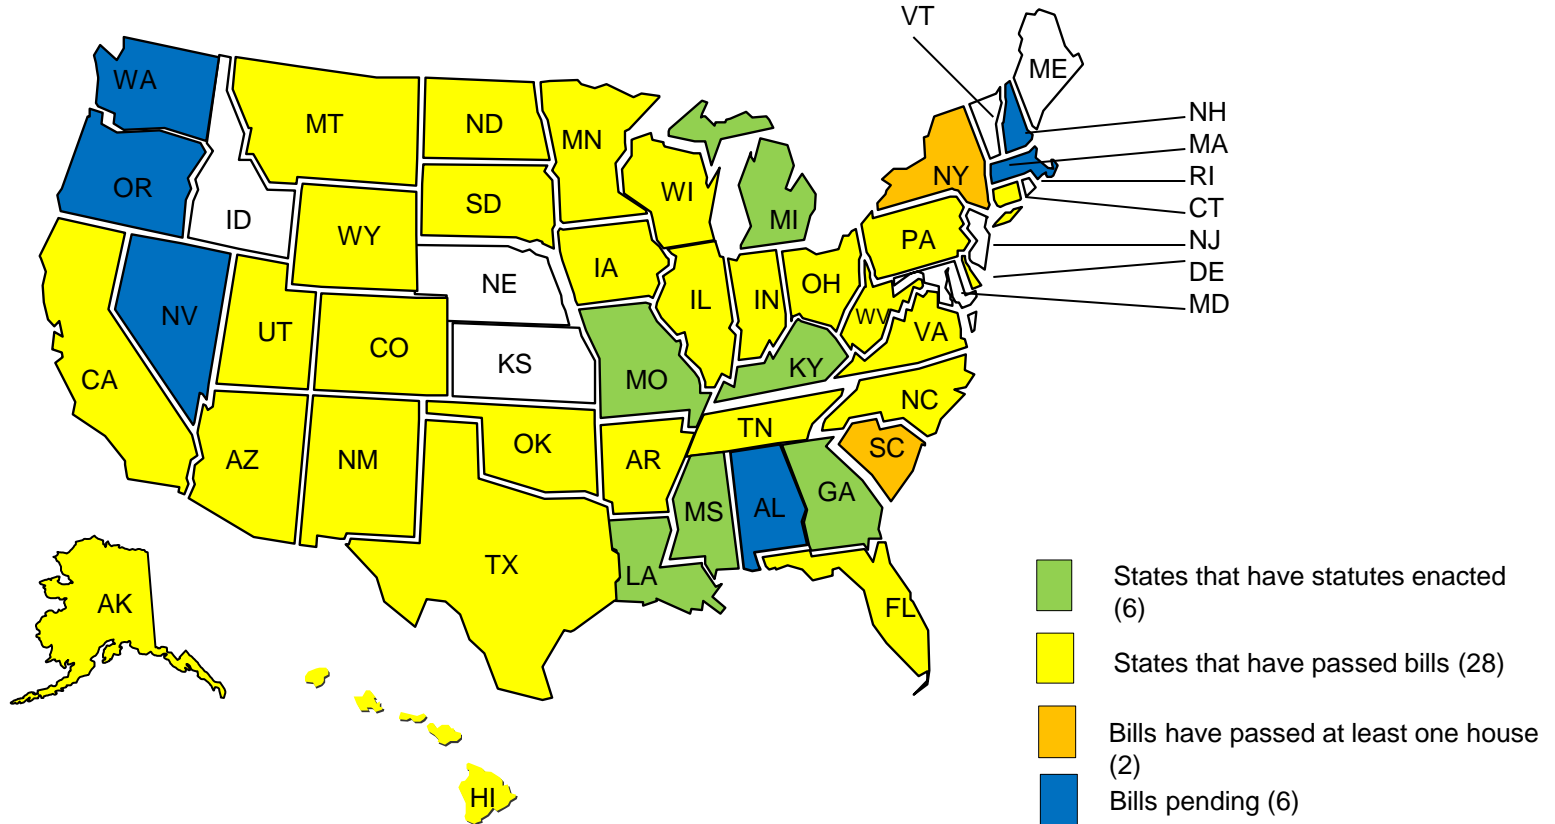 VT
ME
WA
NH
MT
ND
MN
MA
OR
NY
RI
SD
WI
ID
MI
CT
WY
PA
NJ
IA
NE
OH
DE
IL
IN
MD
NV
WV
UT
VA
CO
KS
CA
MO
KY
NC
TN
OK
SC
AZ
NM
AR
GA
MS
AL
TX
LA
AK
FL
HI
States that have statutes enacted
(6)
States that have passed bills (28)
Bills have passed at least one house
(2)
Bills pending (6)